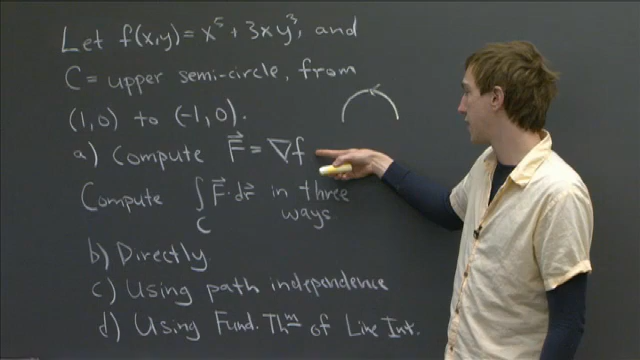 Let f(x,y) = x⁵ + 3xy³, and
C = upper semi-circle, from
(1,0) to (-1,0).
a) Compute F⃗ = ∇f
Compute ∫_C F⃗·dr⃗ in three ways.
b) Directly
c) Using path independence
d) Using Fund. Thᵐ of Line Int.